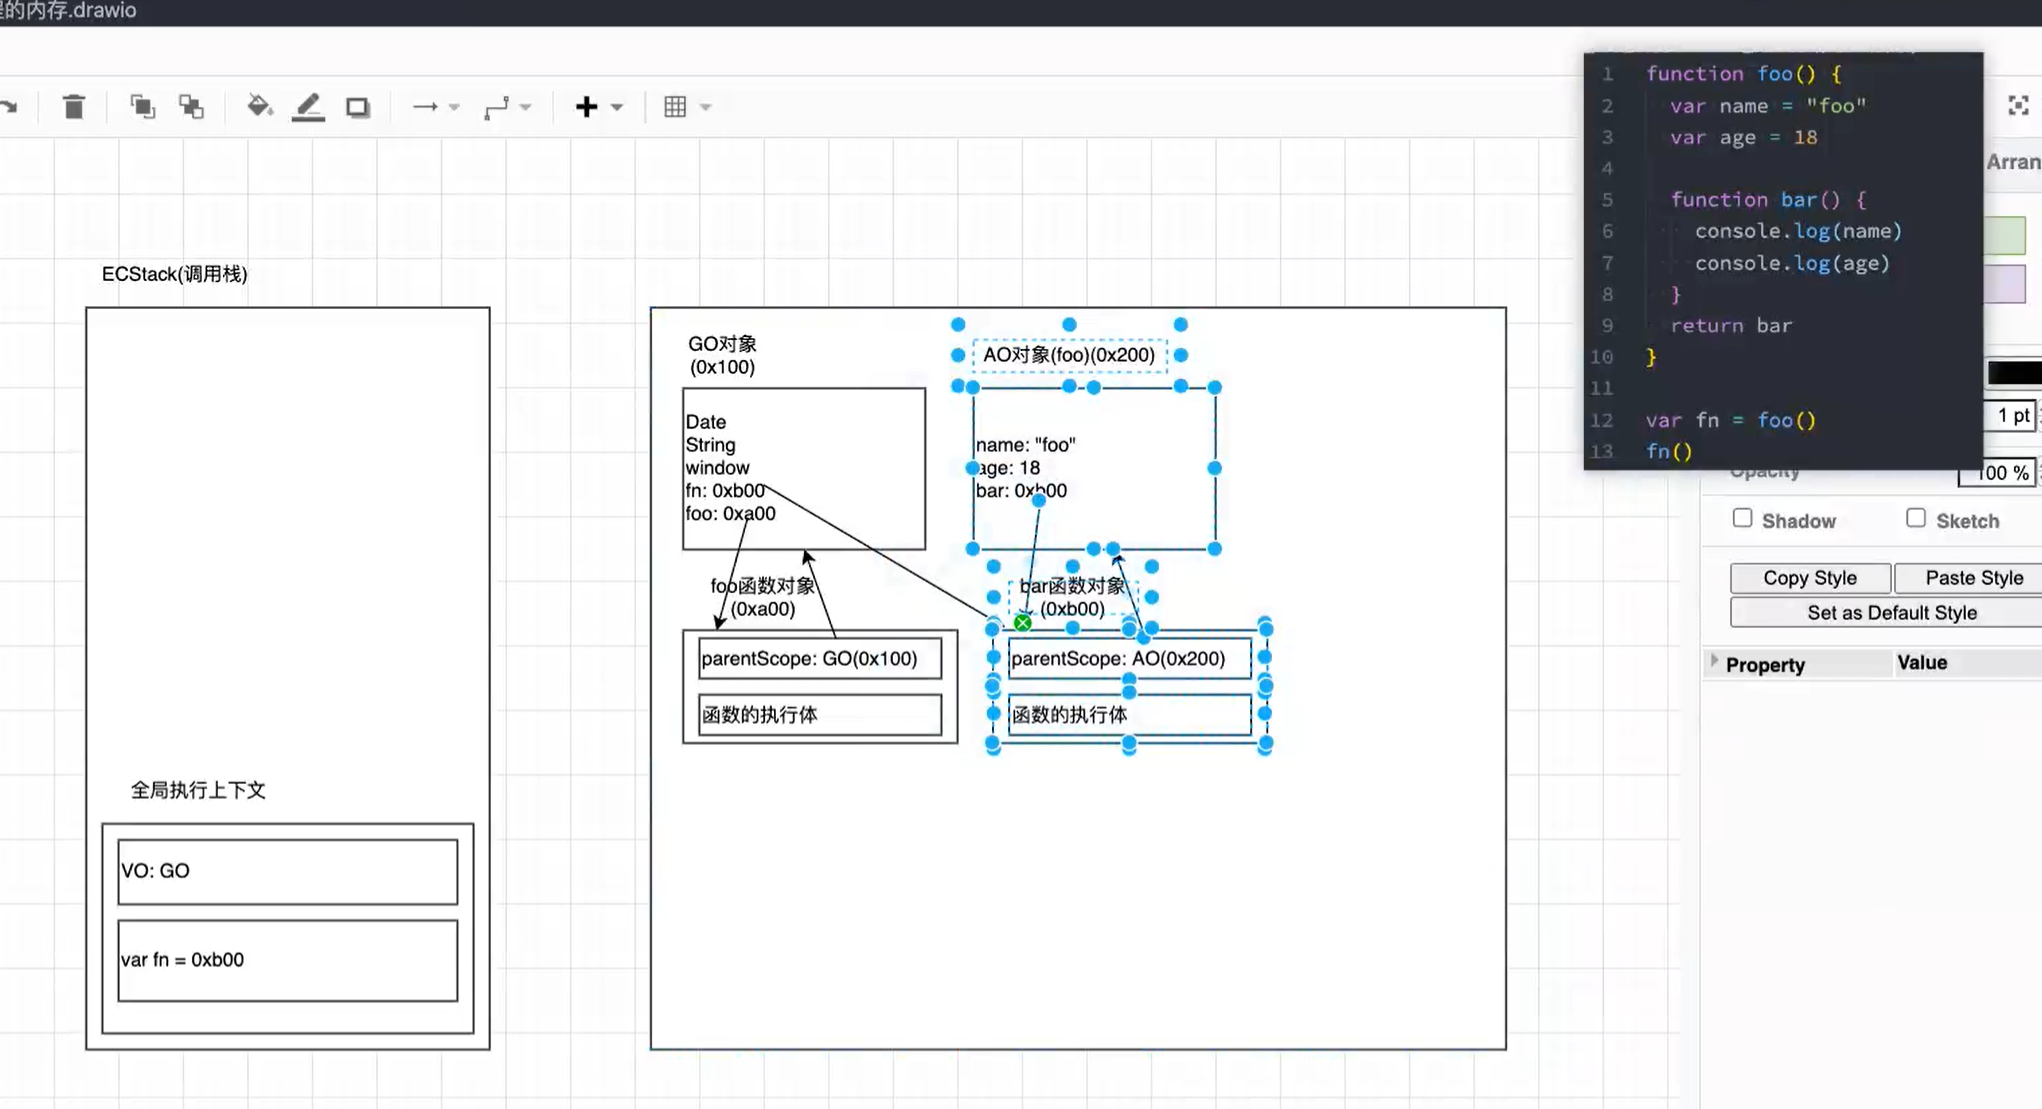 的内存.drawio
ECStack(调用栈)
全局执行上下文
VO: GO
var fn = 0xb00
GO对象
(0x100)
Date
String
window
fn: 0xb00
foo: 0xa00
foo函数对象
(0xa00)
parentScope: GO(0x100)
函数的执行体
AO对象(foo)(0x200)
name: "foo"
age: 18
bar: 0xb00
bar函数对象
(0xb00)
parentScope: AO(0x200)
函数的执行体
1 function foo() {
2 var name = "foo"
3 var age = 18
4
5 function bar() {
6 console.log(name)
7 console.log(age)
8 }
9 return bar
10 }
11
12 var fn = foo()
13 fn()
Arran
1 pt
Opacity
100 %
Shadow
Sketch
Copy Style
Paste Style
Set as Default Style
Property
Value